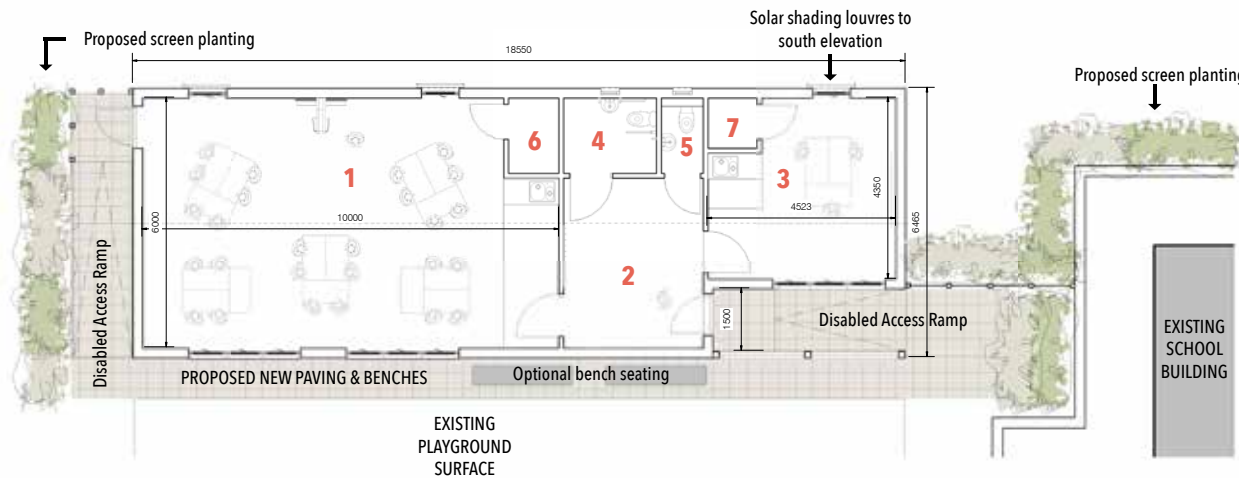 Solar shading louvres to
south elevation
Proposed screen planting
18550
Proposed screen planting
6
4
5
7
1
3
4350
4523
6465
6000
10000
2
1500
Disabled Access Ramp
Disabled Access Ramp
EXISTING
SCHOOL
BUILDING
PROPOSED NEW PAVING & BENCHES
Optional bench seating
EXISTING
PLAYGROUND
SURFACE